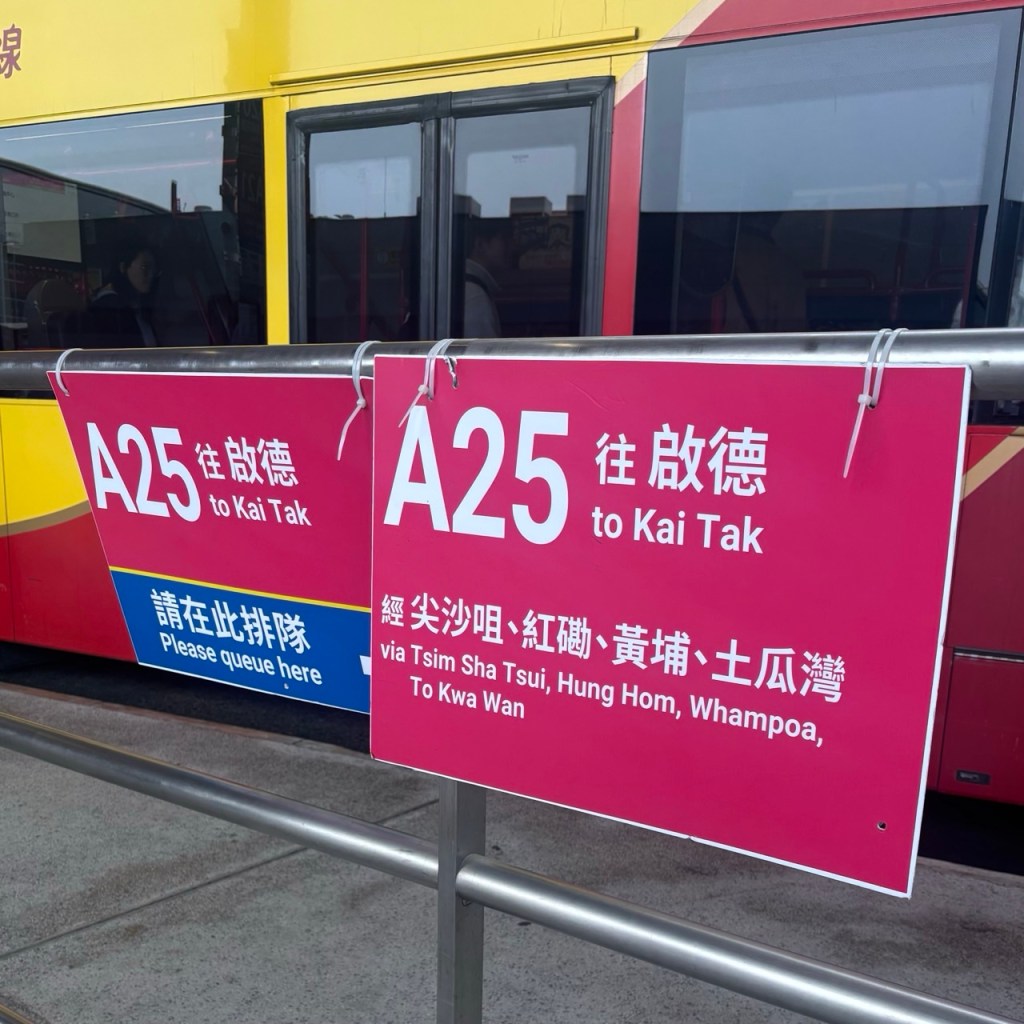 線
A25 往 啟德
to Kai Tak
請在此排隊
Please queue here
A25 往 啟德
to Kai Tak
經 尖沙咀、紅磡、黃埔、土瓜灣
via Tsim Sha Tsui, Hung Hom, Whampoa,
To Kwa Wan